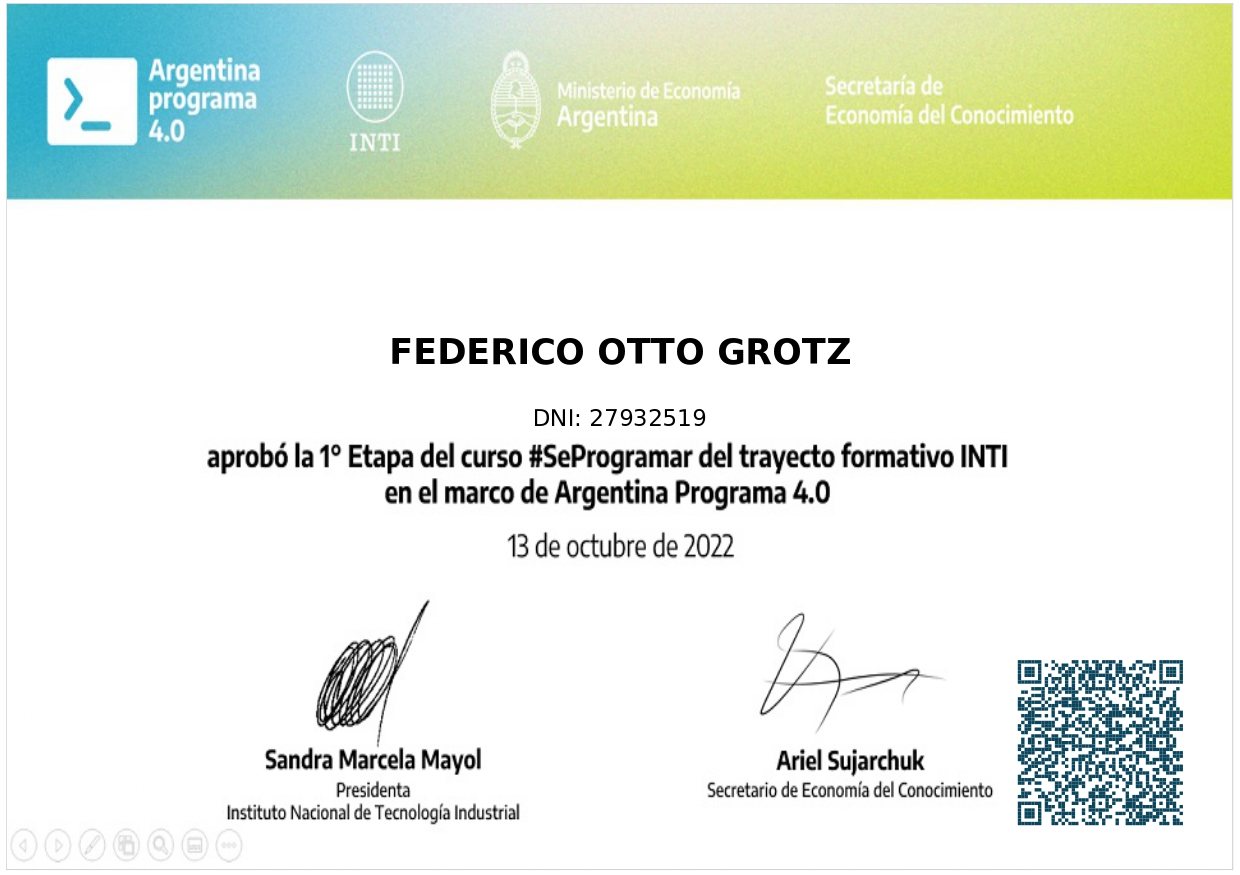 Argentina
programa
4.0
INTI
Ministerio de Economía
Argentina
Secretaría de
Economía del Conocimiento
FEDERICO OTTO GROTZ
DNI: 27932519
aprobó la 1° Etapa del curso #SeProgramar del trayecto formativo INTI
en el marco de Argentina Programa 4.0
13 de octubre de 2022
Sandra Marcela Mayol
Presidenta
Instituto Nacional de Tecnología Industrial
Ariel Sujarchuk
Secretario de Economía del Conocimiento